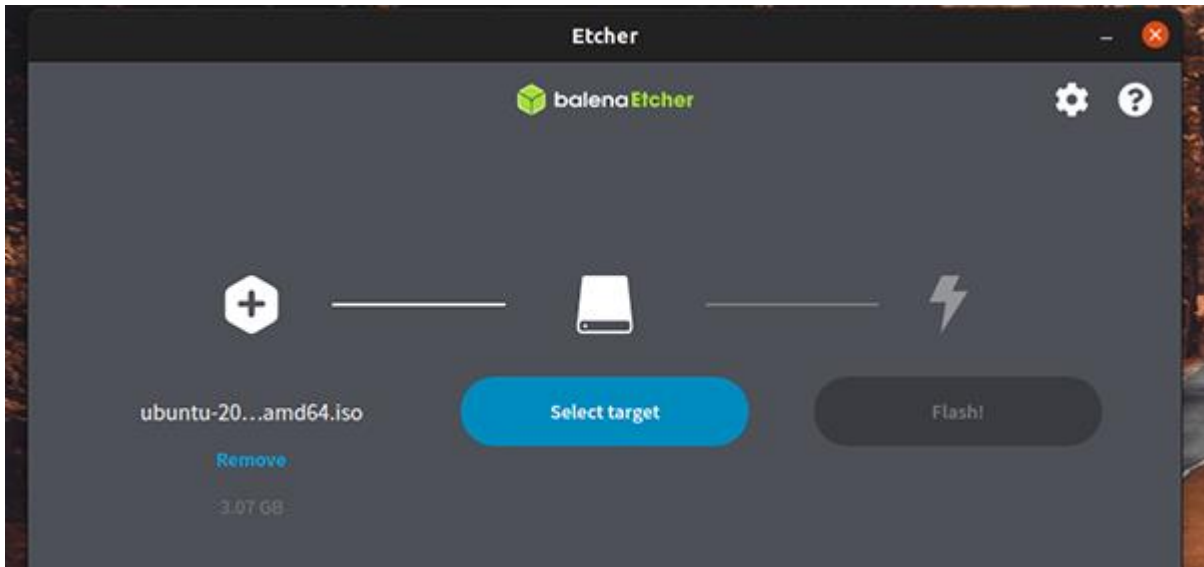 Etcher
balenaEtcher
ubuntu-20...amd64.iso
Select target
Flash!
Remove
3.07 GB